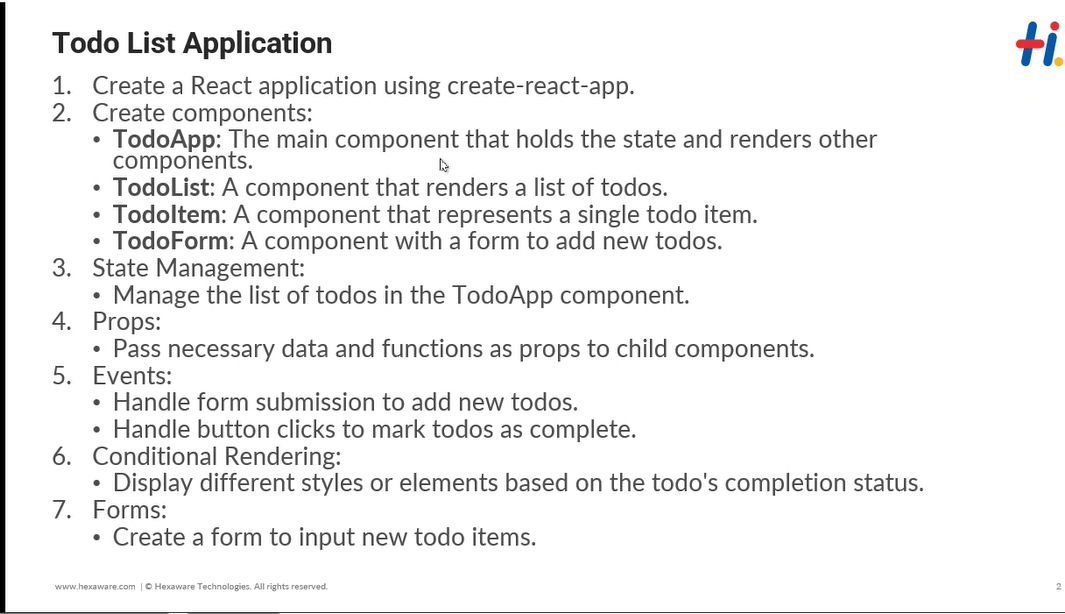 Todo List Application
Hi.
1. Create a React application using create-react-app.
2. Create components:
• TodoApp: The main component that holds the state and renders other
components.
• TodoList: A component that renders a list of todos.
• TodoItem: A component that represents a single todo item.
• TodoForm: A component with a form to add new todos.
3. State Management:
• Manage the list of todos in the TodoApp component.
4. Props:
• Pass necessary data and functions as props to child components.
5. Events:
• Handle form submission to add new todos.
• Handle button clicks to mark todos as complete.
6. Conditional Rendering:
• Display different styles or elements based on the todo's completion status.
7. Forms:
• Create a form to input new todo items.
www.hexaware.com | © Hexaware Technologies. All rights reserved.
2